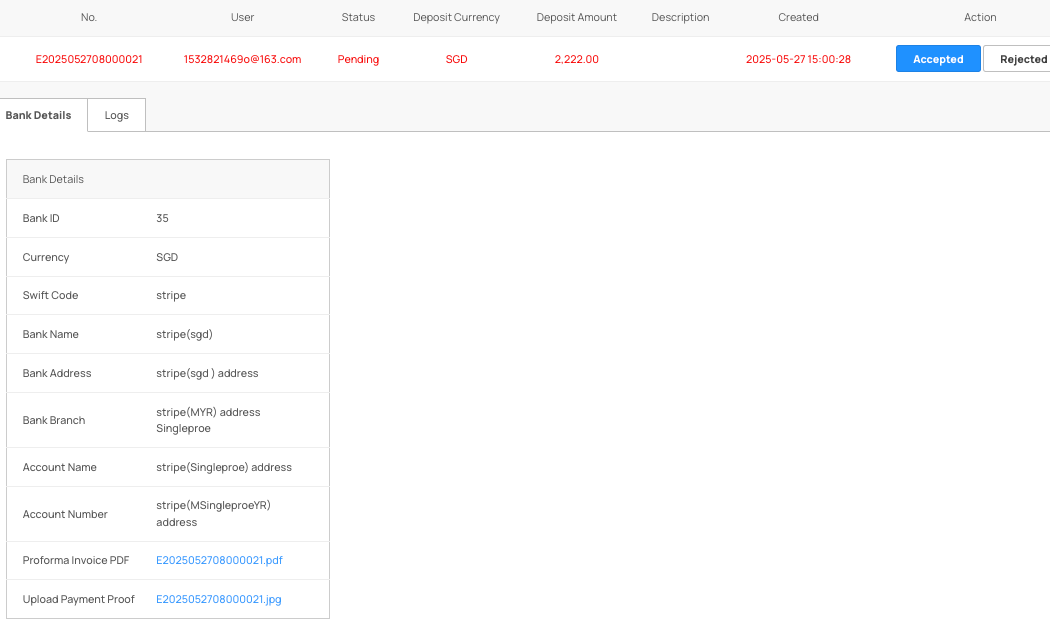 No. User Status Deposit Currency Deposit Amount Description Created Action
E2025052708000021 1532821469o@163.com Pending SGD 2,222.00 2025-05-27 15:00:28 Accepted Rejected
Bank Details Logs
Bank Details
Bank ID 35
Currency SGD
Swift Code stripe
Bank Name stripe(sgd)
Bank Address stripe(sgd ) address
Bank Branch stripe(MYR) address
Singleproe
Account Name stripe(Singleproe) address
Account Number stripe(MSingleproeYR)
address
Proforma Invoice PDF E2025052708000021.pdf
Upload Payment Proof E2025052708000021.jpg